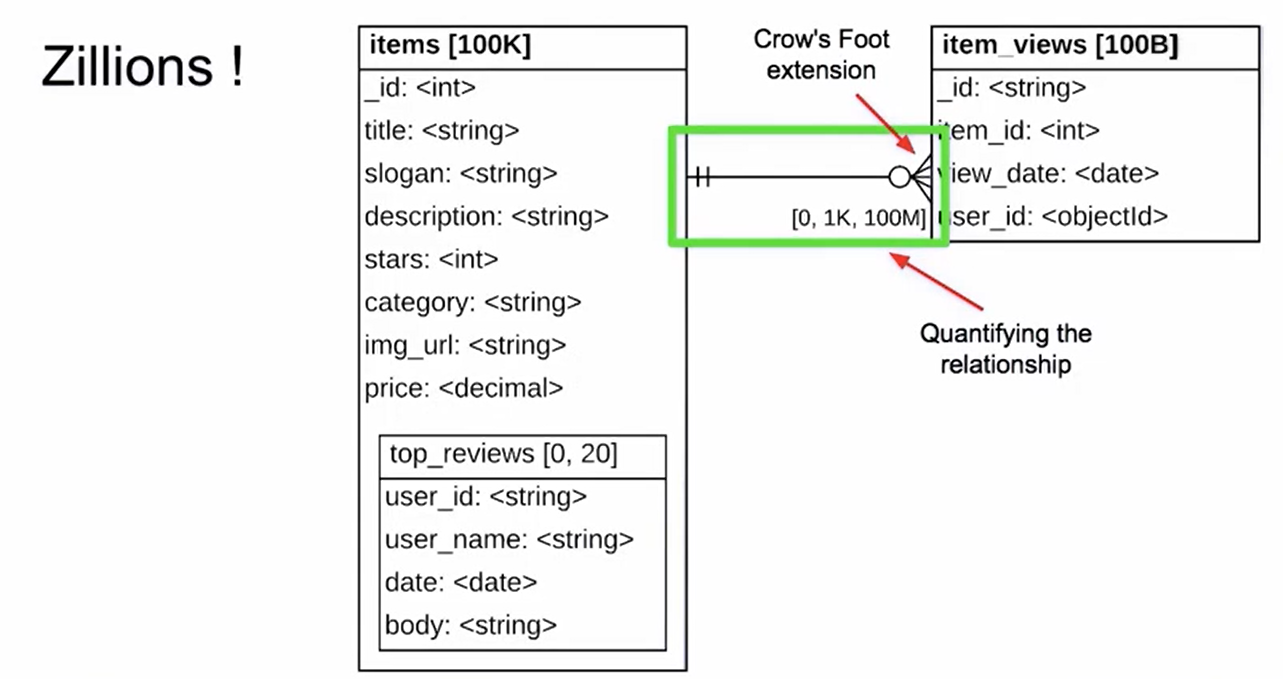 Zillions !
items [100K]
_id: <int>
title: <string>
slogan: <string>
description: <string>
stars: <int>
category: <string>
img_url: <string>
price: <decimal>
top_reviews [0, 20]
user_id: <string>
user_name: <string>
date: <date>
body: <string>
Crow's Foot
extension
[0, 1K, 100M]
Quantifying the
relationship
item_views [100B]
_id: <string>
item_id: <int>
view_date: <date>
user_id: <objectId>